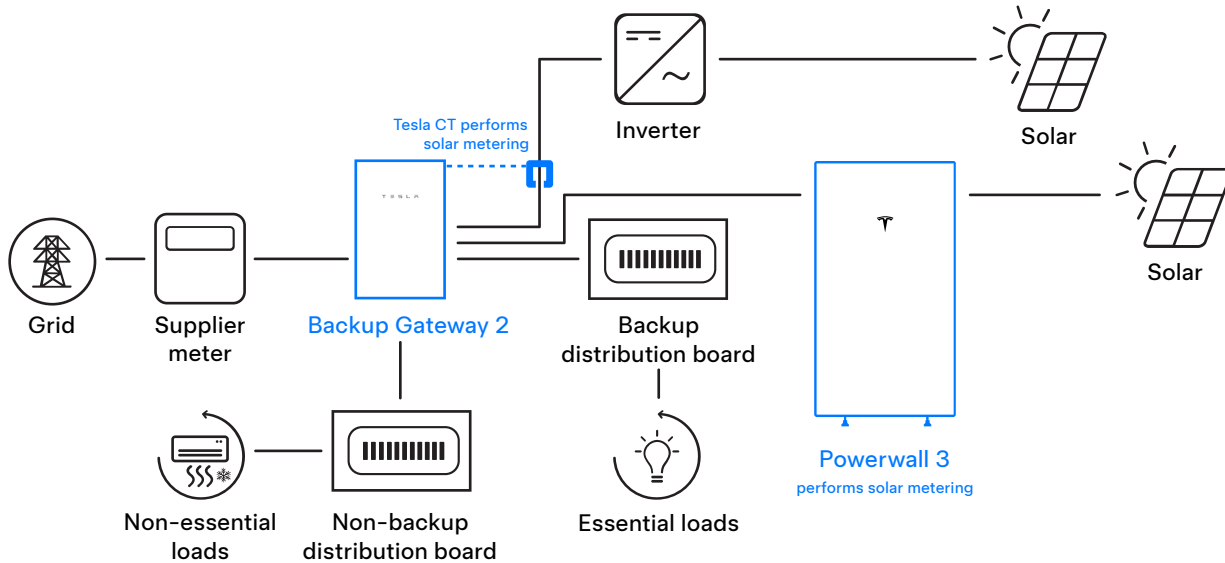 Tesla CT performs
solar metering
Inverter
Solar
TESLA
Solar
Grid
Supplier
meter
Backup Gateway 2
Backup
distribution board
Powerwall 3
performs solar metering
Non-essential
loads
Non-backup
distribution board
Essential loads